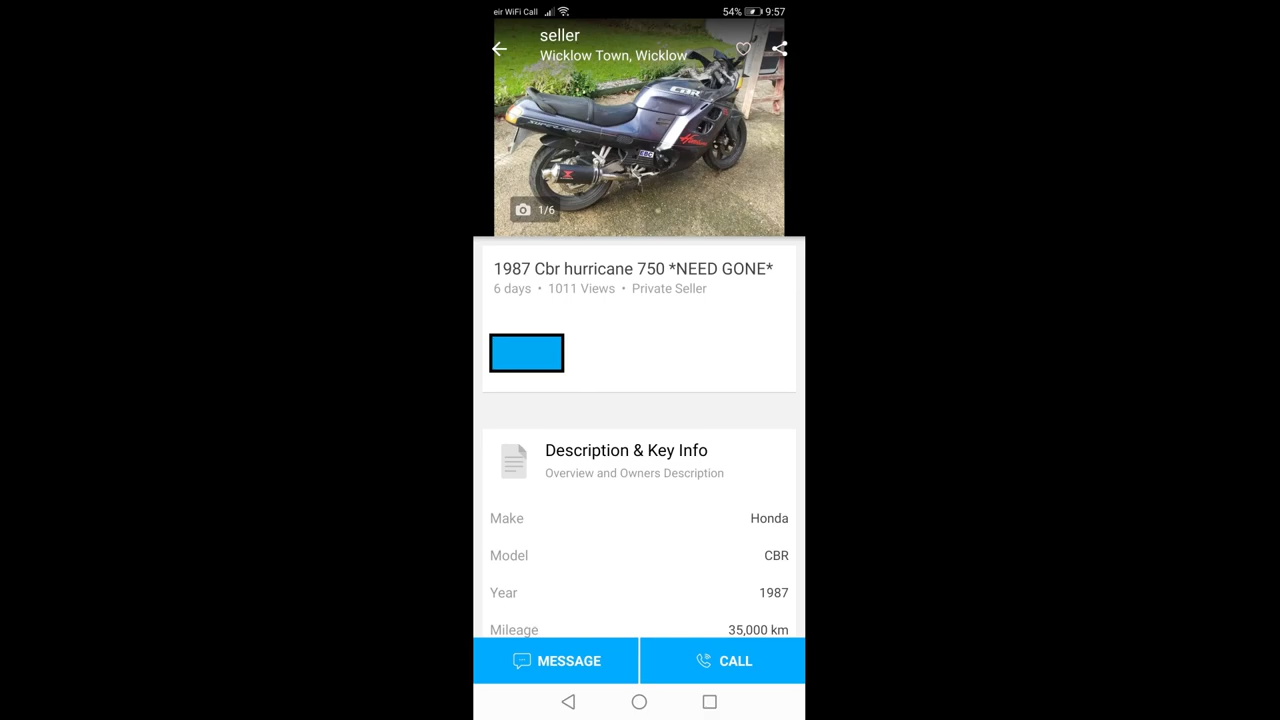 eir WiFi Call
54% 9:57
seller
Wicklow Town, Wicklow
CBR
EBC
1/6
1987 Cbr hurricane 750 *NEED GONE*
6 days • 1011 Views • Private Seller
Description & Key Info
Overview and Owners Description
Make Honda
Model CBR
Year 1987
Mileage 35,000 km
MESSAGE CALL